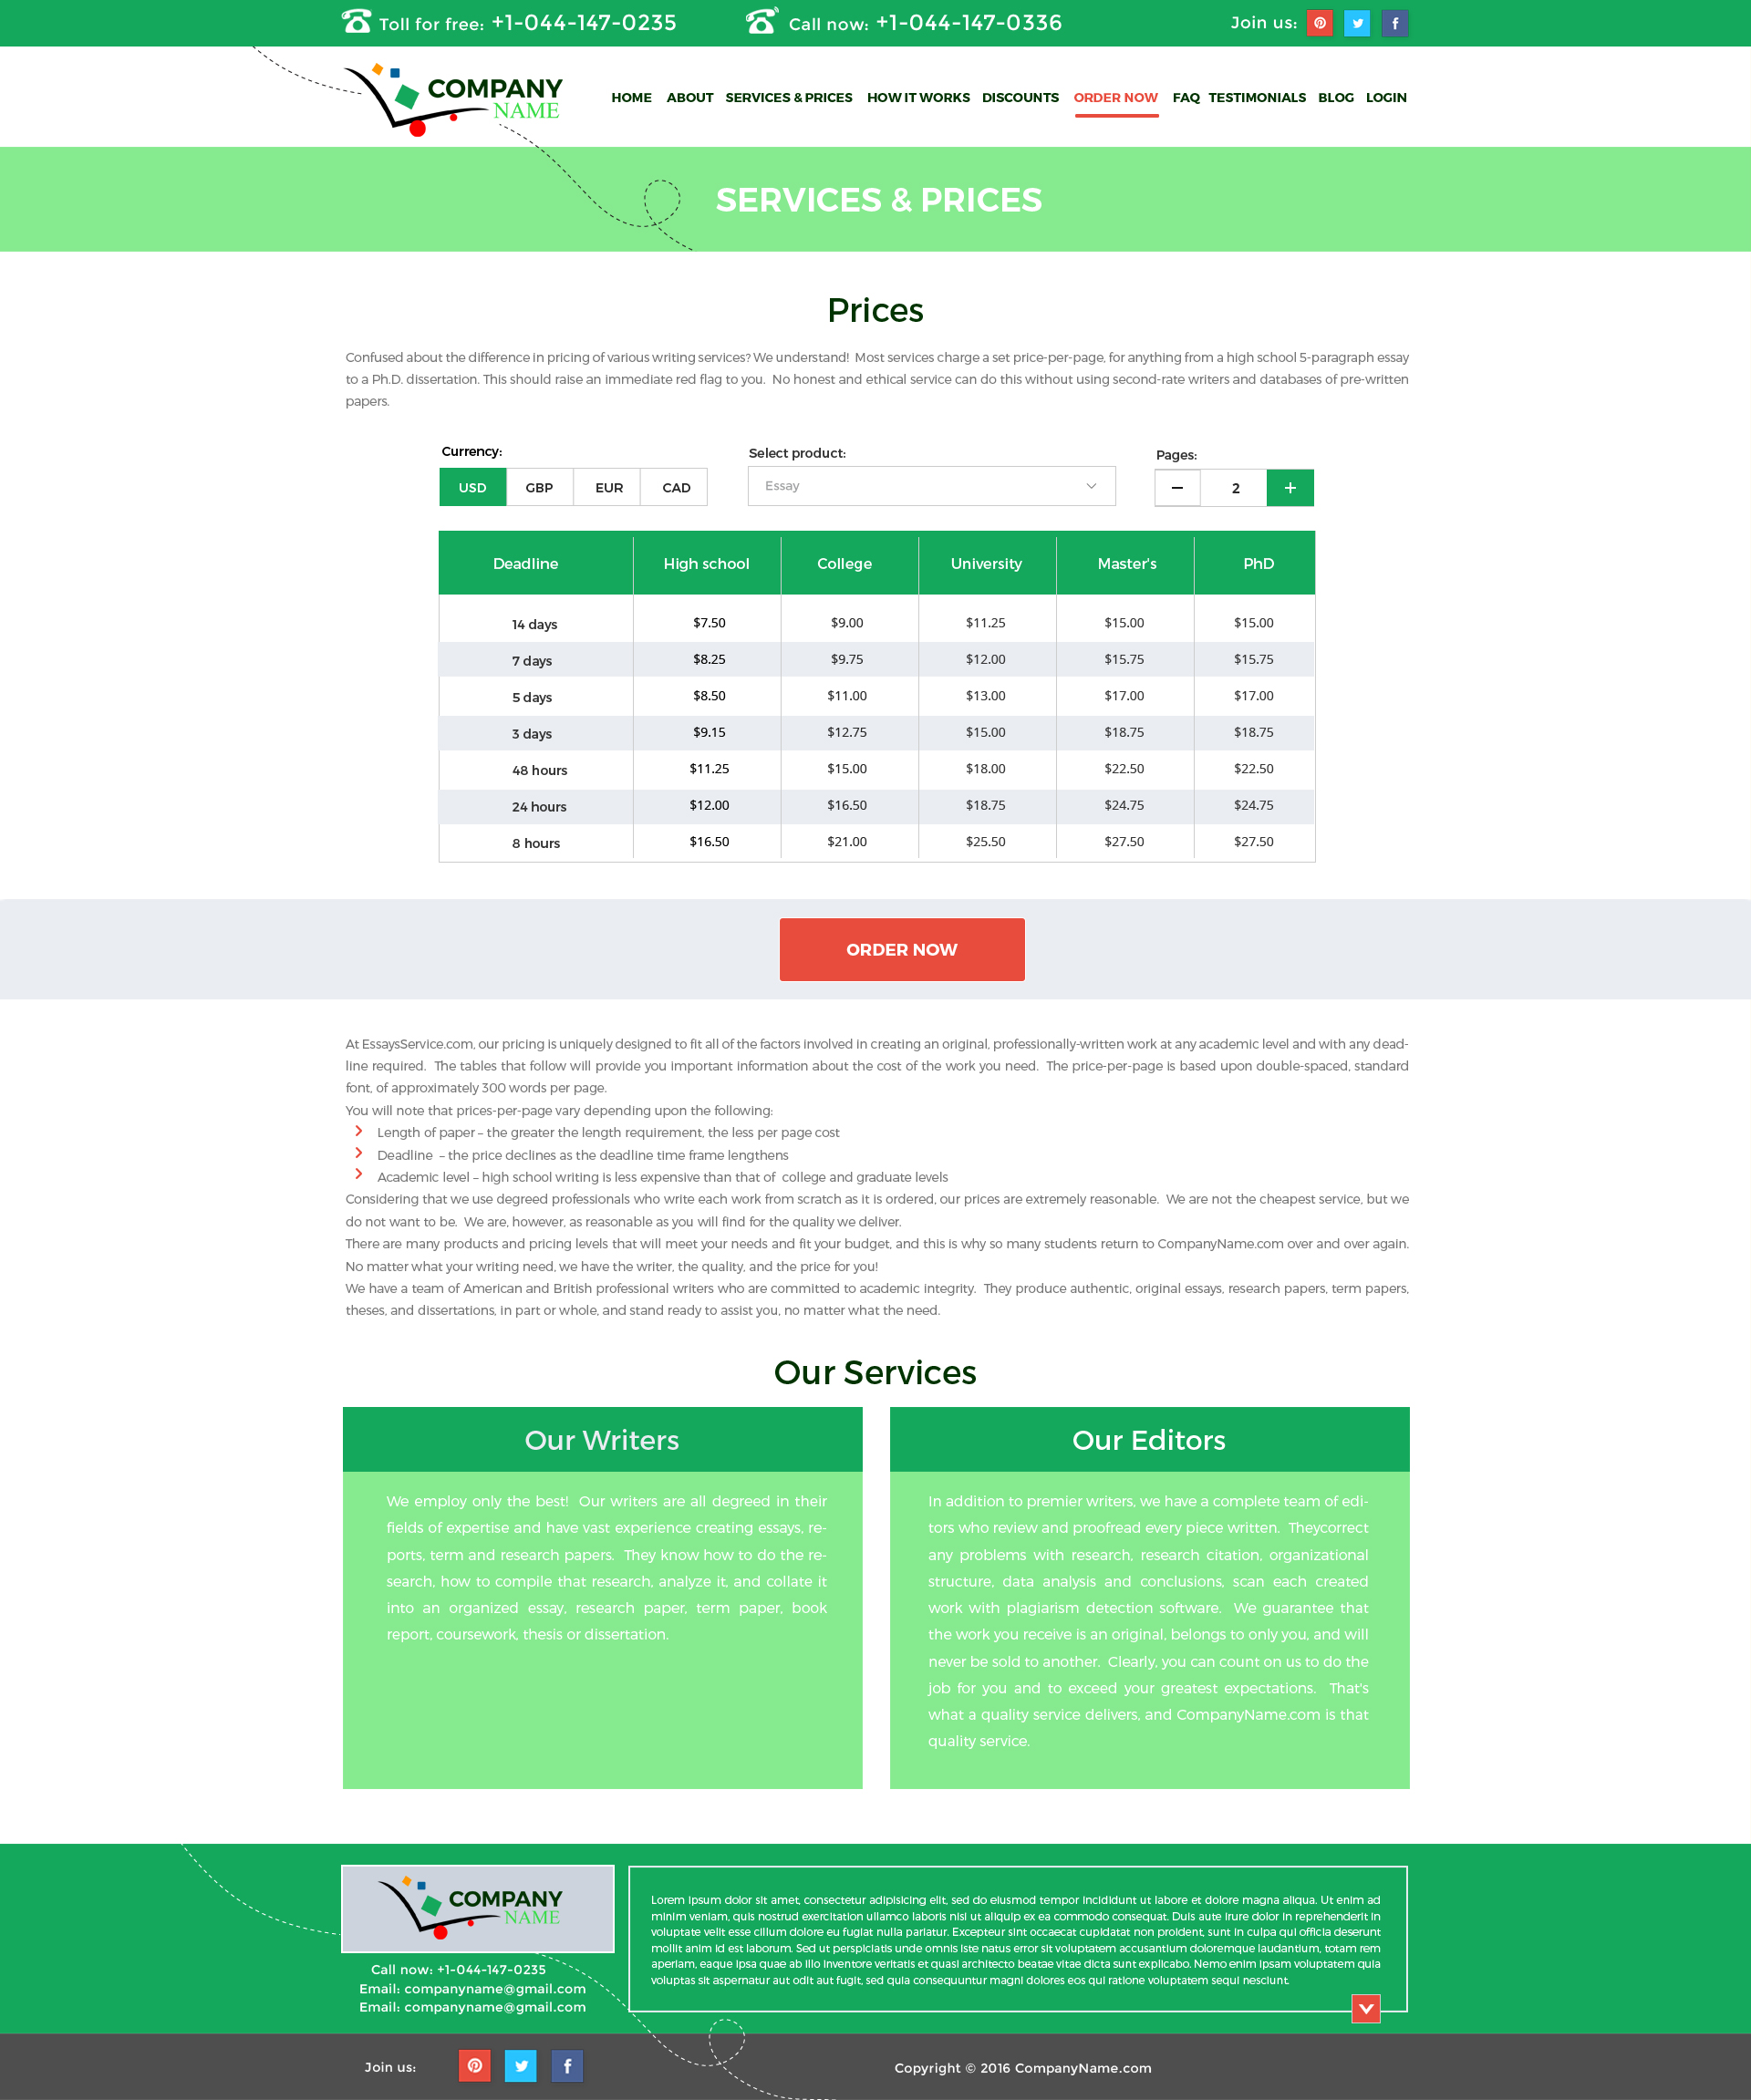 Toll for free: +1-044-147-0235 Call now: +1-044-147-0336 Join us:
COMPANY
NAME
HOME ABOUT SERVICES & PRICES HOW IT WORKS DISCOUNTS ORDER NOW FAQ TESTIMONIALS BLOG LOGIN
SERVICES & PRICES
Prices
Confused about the difference in pricing of various writing services? We understand! Most services charge a set price-per-page, for anything from a high school 5-paragraph essay
to a Ph.D. dissertation. This should raise an immediate red flag to you. No honest and ethical service can do this without using second-rate writers and databases of pre-written
papers.
Currency: Select product: Pages:
USD GBP EUR CAD Essay − 2 +
Deadline High school College University Master's PhD
14 days $7.50 $9.00 $11.25 $15.00 $15.00
7 days $8.25 $9.75 $12.00 $15.75 $15.75
5 days $8.50 $11.00 $13.00 $17.00 $17.00
3 days $9.15 $12.75 $15.00 $18.75 $18.75
48 hours $11.25 $15.00 $18.00 $22.50 $22.50
24 hours $12.00 $16.50 $18.75 $24.75 $24.75
8 hours $16.50 $21.00 $25.50 $27.50 $27.50
ORDER NOW
At EssaysService.com, our pricing is uniquely designed to fit all of the factors involved in creating an original, professionally-written work at any academic level and with any dead-
line required. The tables that follow will provide you important information about the cost of the work you need. The price-per-page is based upon double-spaced, standard
font, of approximately 300 words per page.
You will note that prices-per-page vary depending upon the following:
Length of paper – the greater the length requirement, the less per page cost
Deadline – the price declines as the deadline time frame lengthens
Academic level – high school writing is less expensive than that of college and graduate levels
Considering that we use degreed professionals who write each work from scratch as it is ordered, our prices are extremely reasonable. We are not the cheapest service, but we
do not want to be. We are, however, as reasonable as you will find for the quality we deliver.
There are many products and pricing levels that will meet your needs and fit your budget, and this is why so many students return to CompanyName.com over and over again.
No matter what your writing need, we have the writer, the quality, and the price for you!
We have a team of American and British professional writers who are committed to academic integrity. They produce authentic, original essays, research papers, term papers,
theses, and dissertations, in part or whole, and stand ready to assist you, no matter what the need.
Our Services
Our Writers
We employ only the best! Our writers are all degreed in their
fields of expertise and have vast experience creating essays, re-
ports, term and research papers. They know how to do the re-
search, how to compile that research, analyze it, and collate it
into an organized essay, research paper, term paper, book
report, coursework, thesis or dissertation.
Our Editors
In addition to premier writers, we have a complete team of edi-
tors who review and proofread every piece written. Theycorrect
any problems with research, research citation, organizational
structure, data analysis and conclusions, scan each created
work with plagiarism detection software. We guarantee that
the work you receive is an original, belongs to only you, and will
never be sold to another. Clearly, you can count on us to do the
job for you and to exceed your greatest expectations. That's
what a quality service delivers, and CompanyName.com is that
quality service.
COMPANY
NAME
Call now: +1-044-147-0235
Email: companyname@gmail.com
Email: companyname@gmail.com
Lorem ipsum dolor sit amet, consectetur adipisicing elit, sed do eiusmod tempor incididunt ut labore et dolore magna aliqua. Ut enim ad
minim veniam, quis nostrud exercitation ullamco laboris nisi ut aliquip ex ea commodo consequat. Duis aute irure dolor in reprehenderit in
voluptate velit esse cillum dolore eu fugiat nulla pariatur. Excepteur sint occaecat cupidatat non proident, sunt in culpa qui officia deserunt
mollit anim id est laborum. Sed ut perspiciatis unde omnis iste natus error sit voluptatem accusantium doloremque laudantium, totam rem
aperiam, eaque ipsa quae ab illo inventore veritatis et quasi architecto beatae vitae dicta sunt explicabo. Nemo enim ipsam voluptatem quia
voluptas sit aspernatur aut odit aut fugit, sed quia consequuntur magni dolores eos qui ratione voluptatem sequi nesciunt.
Join us:
Copyright © 2016 CompanyName.com